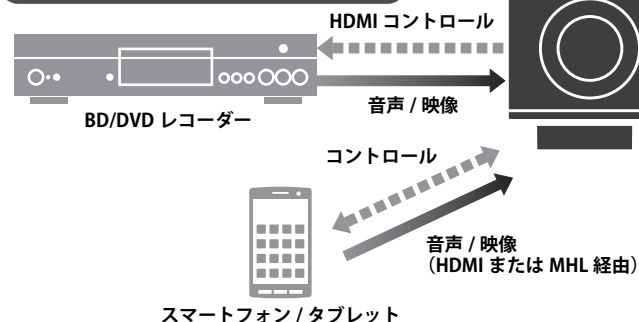 HDMI コントロール
音声 / 映像
BD/DVD レコーダー
コントロール
音声 / 映像
（HDMI または MHL 経由）
スマートフォン / タブレット